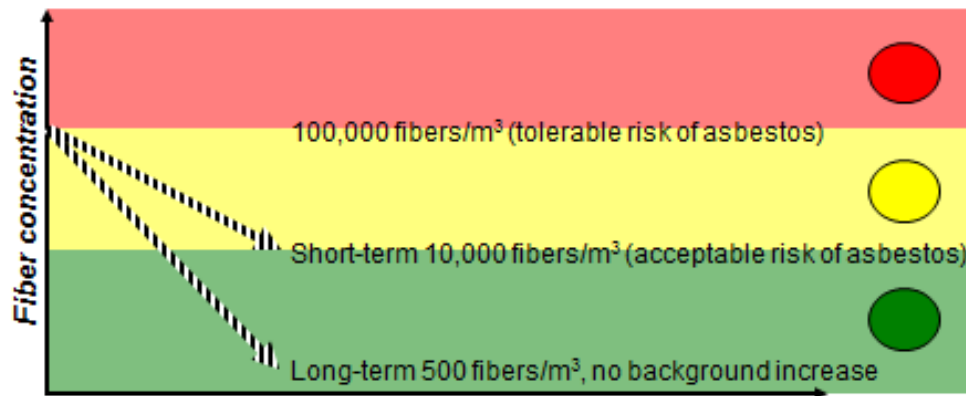 Fiber concentration
100,000 fibers/m³ (tolerable risk of asbestos)
Short-term 10,000 fibers/m³ (acceptable risk of asbestos)
Long-term 500 fibers/m³, no background increase